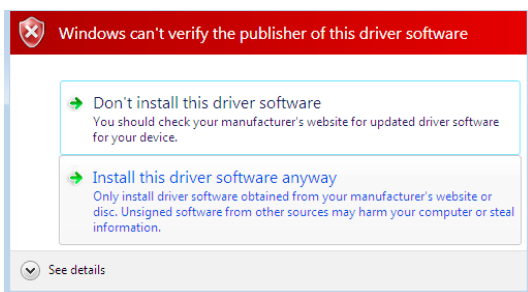 Windows can't verify the publisher of this driver software
Don't install this driver software
You should check your manufacturer's website for updated driver software
for your device.
Install this driver software anyway
Only install driver software obtained from your manufacturer's website or
disc. Unsigned software from other sources may harm your computer or steal
information.
See details